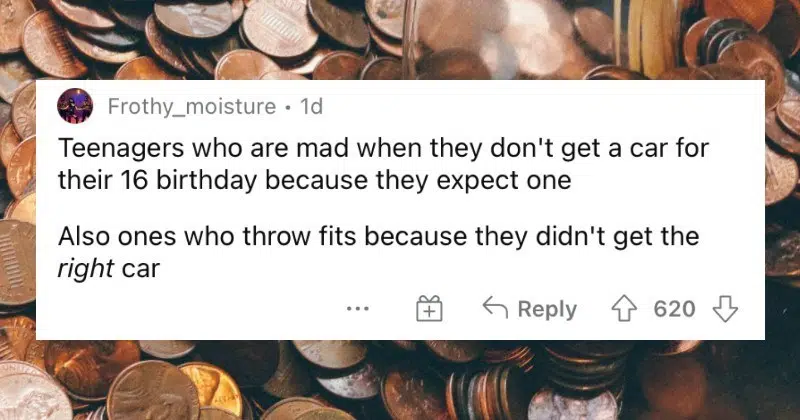 Frothy_moisture • 1d
Teenagers who are mad when they don't get a car for
their 16 birthday because they expect one
Also ones who throw fits because they didn't get the
right car
... Reply 620